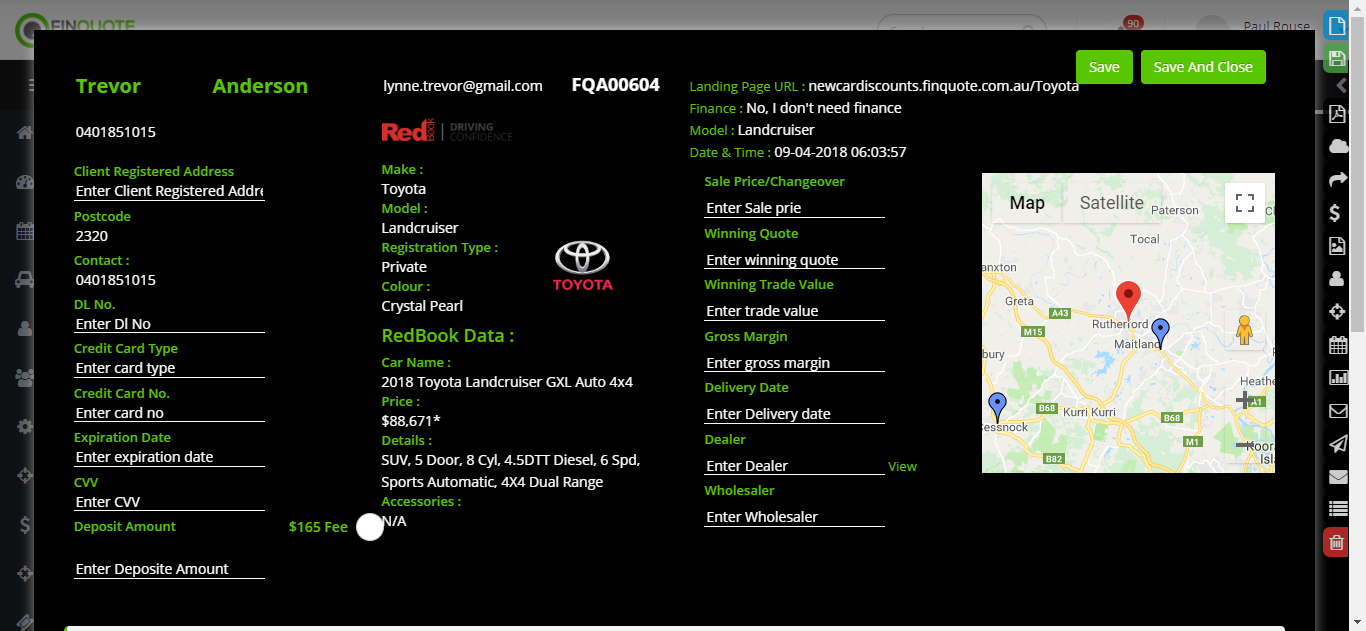 FINQUOTE
90
Paul Rouse
Save
Save And Close
Trevor
Anderson
lynne.trevor@gmail.com
FQA00604
0401851015
Landing Page URL : newcardiscounts.finquote.com.au/Toyota
Finance : No, I don't need finance
Model : Landcruiser
Date & Time : 09-04-2018 06:03:57
Client Registered Address
Enter Client Registered Addre
Postcode
2320
Contact :
0401851015
DL No.
Enter Dl No
Credit Card Type
Enter card type
Credit Card No.
Enter card no
Expiration Date
Enter expiration date
CVV
Enter CVV
Deposit Amount
$165 Fee
Enter Deposite Amount
RedBook
DRIVING
CONFIDENCE
Make :
Toyota
Model :
Landcruiser
Registration Type :
Private
Colour :
Crystal Pearl
TOYOTA
RedBook Data :
Car Name :
2018 Toyota Landcruiser GXL Auto 4x4
Price :
$88,671*
Details :
SUV, 5 Door, 8 Cyl, 4.5DTT Diesel, 6 Spd,
Sports Automatic, 4X4 Dual Range
Accessories :
N/A
Sale Price/Changeover
Enter Sale prie
Winning Quote
Enter winning quote
Winning Trade Value
Enter trade value
Gross Margin
Enter gross margin
Delivery Date
Enter Delivery date
Dealer
Enter Dealer
View
Wholesaler
Enter Wholesaler
Map
Satellite
Paterson
Tocal
anxton
Greta
A43
M15
Rutherford
Maitland
bury
Heathe
A1
B68
Kurri Kurri
B68
Cessnock
M1
Koor
Isl
B82